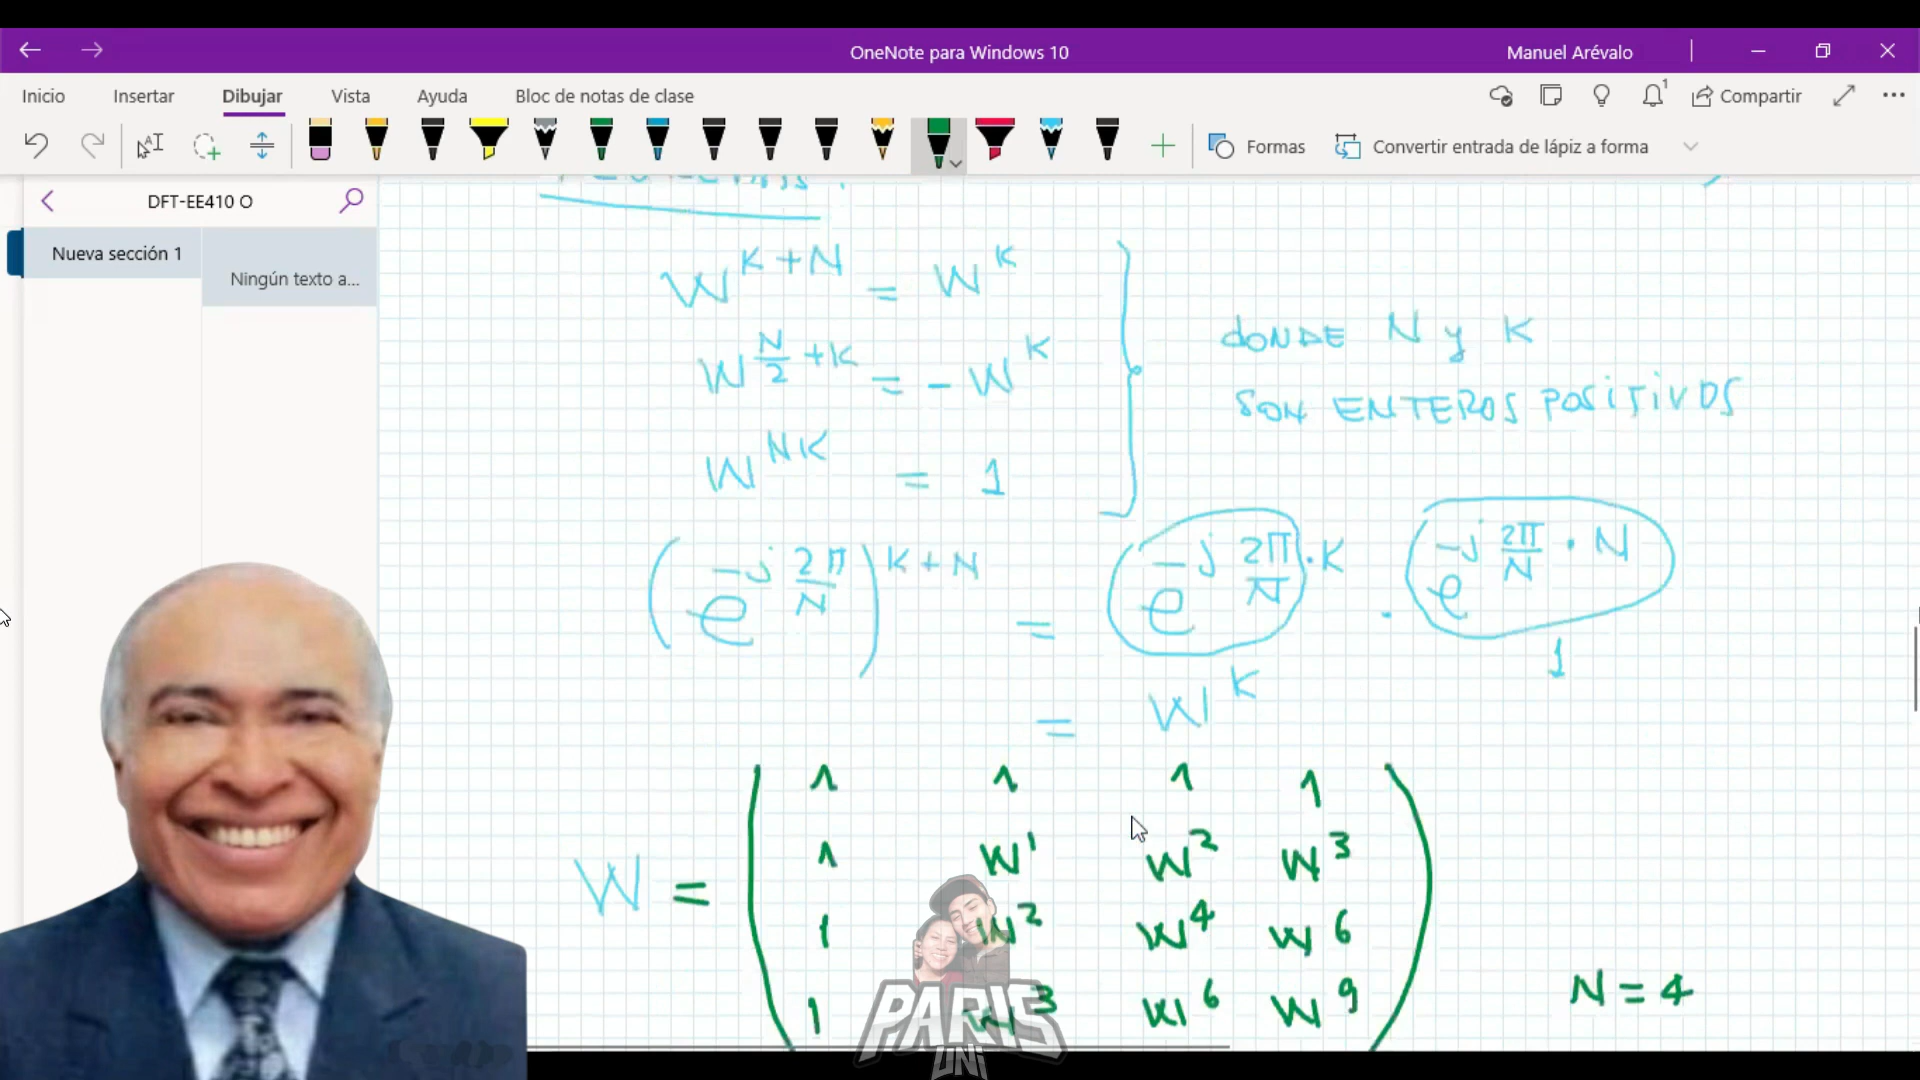 OneNote para Windows 10
Manuel Arévalo
Inicio Insertar Dibujar Vista Ayuda Bloc de notas de clase
1 Compartir
Formas Convertir entrada de lápiz a forma
DFT-EE410 O
Nueva sección 1
Ningún texto a...
W^{K+N} = W^K
W^{N/2+K} = -W^K
W^{NK} = 1
DONDE N y K
SON ENTEROS POSITIVOS
(e^{-j 2π/N})^{K+N} = (e^{-j 2π/N})·K · e^{-j 2π/N · N}
1
= W^K
W = ( 1 1 1 1
1 W^1 W^2 W^3
1 W^2 W^4 W^6
1 W^3 W^6 W^9 )
N = 4
PARIS
UNI